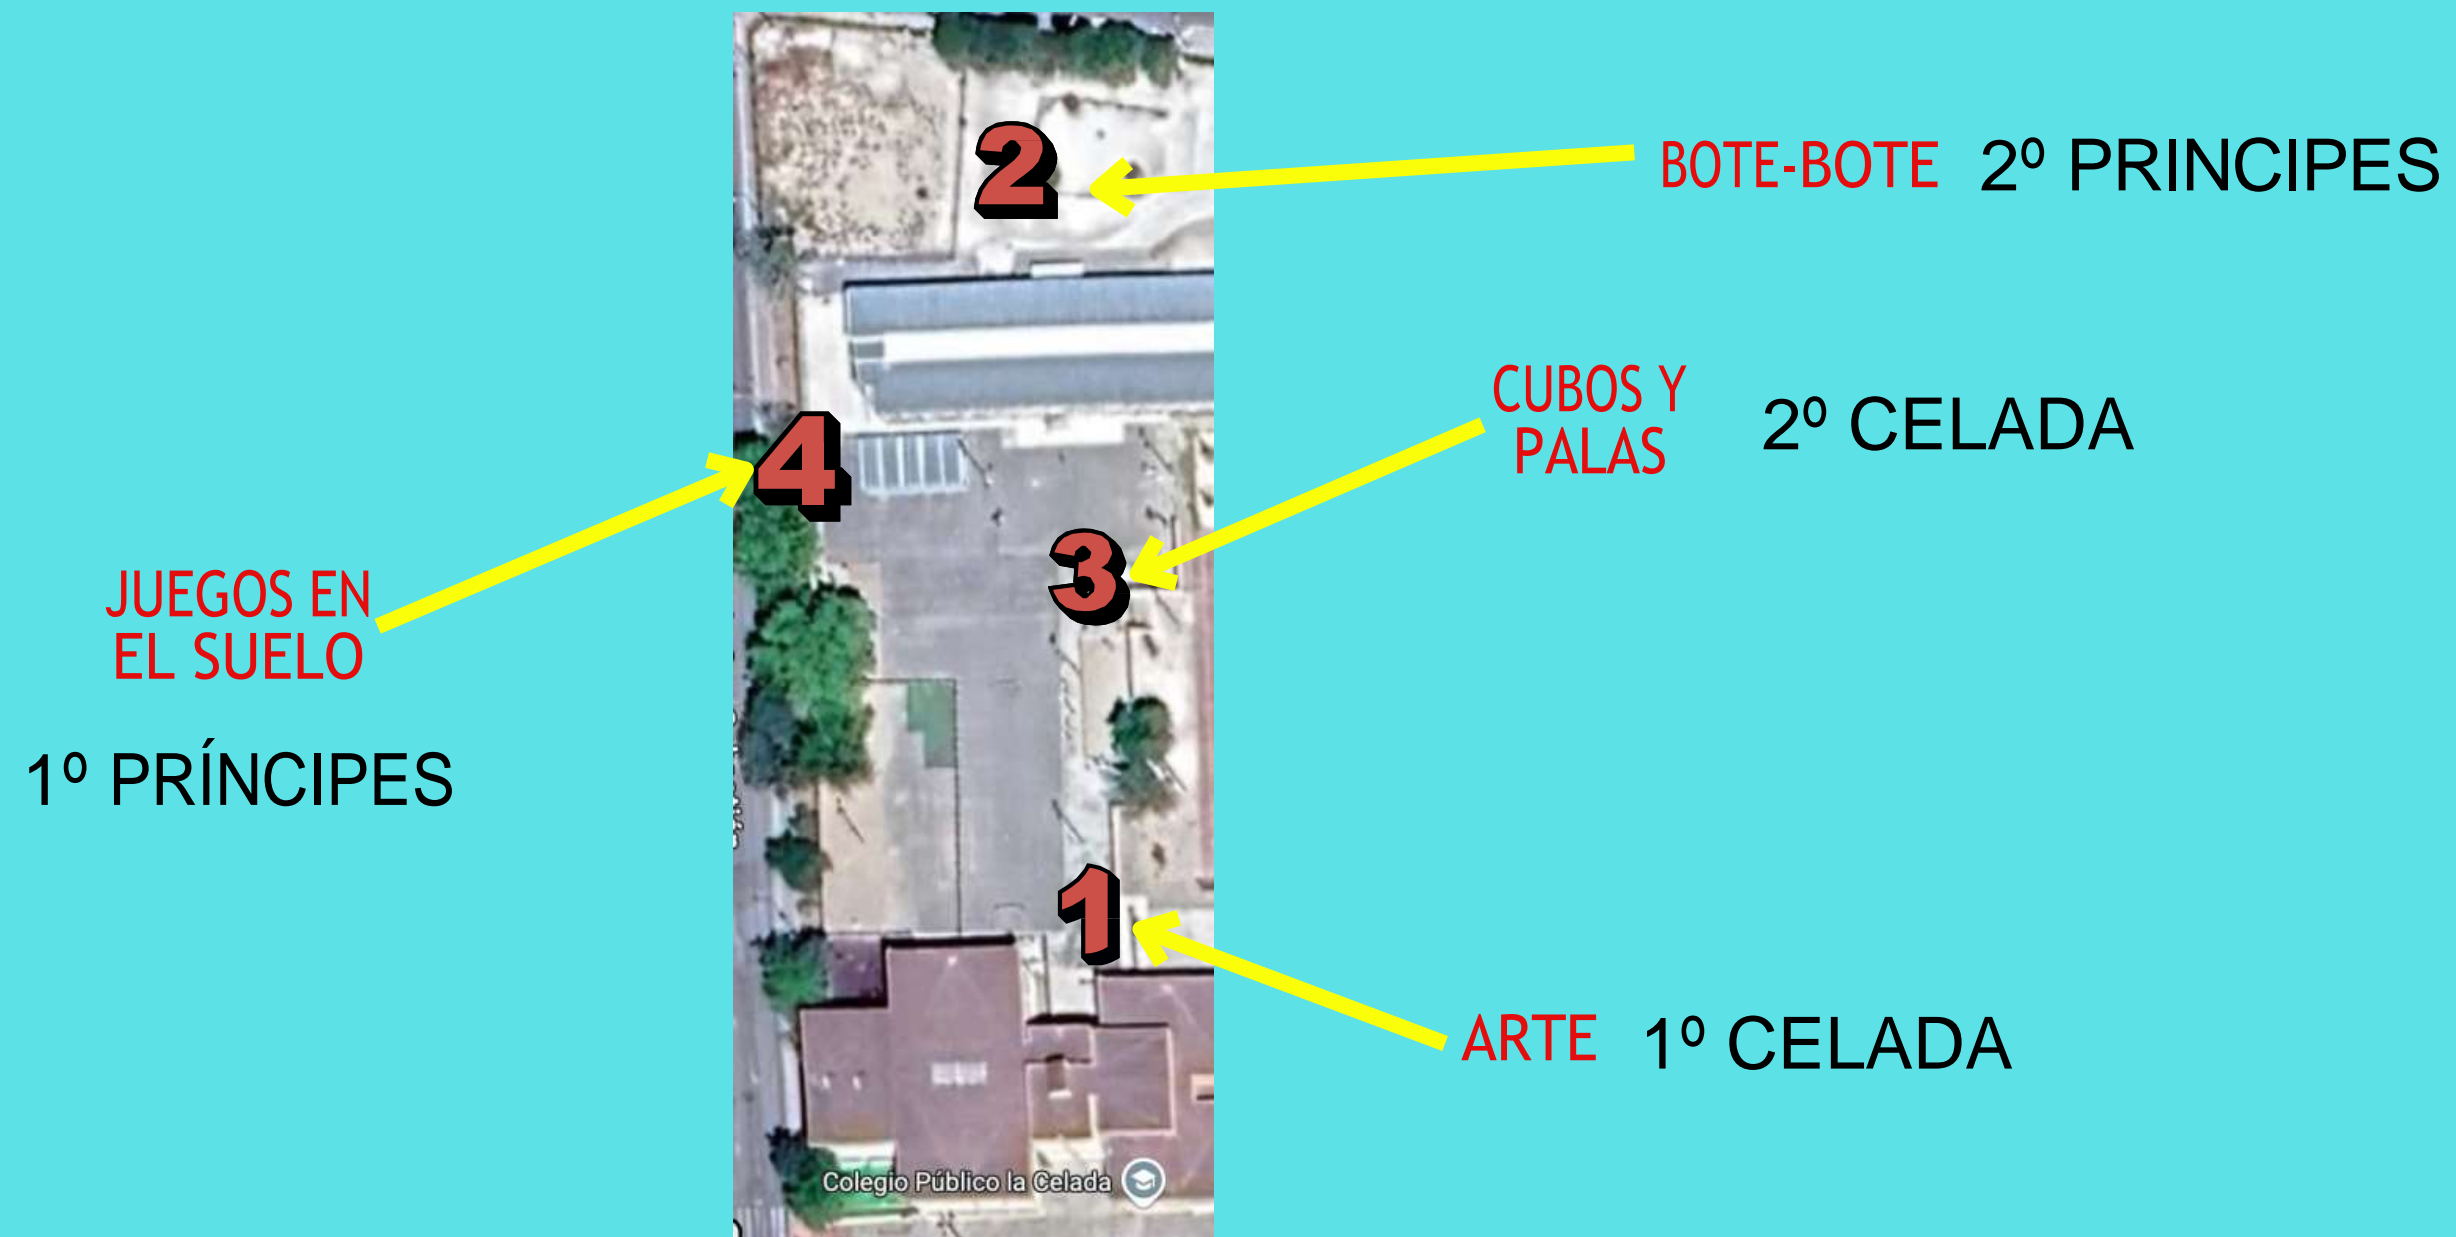 2
BOTE-BOTE 2º PRINCIPES
CUBOS Y
PALAS
2º CELADA
4
3
JUEGOS EN
EL SUELO
1º PRÍNCIPES
1
ARTE 1º CELADA
Colegio Público la Celada